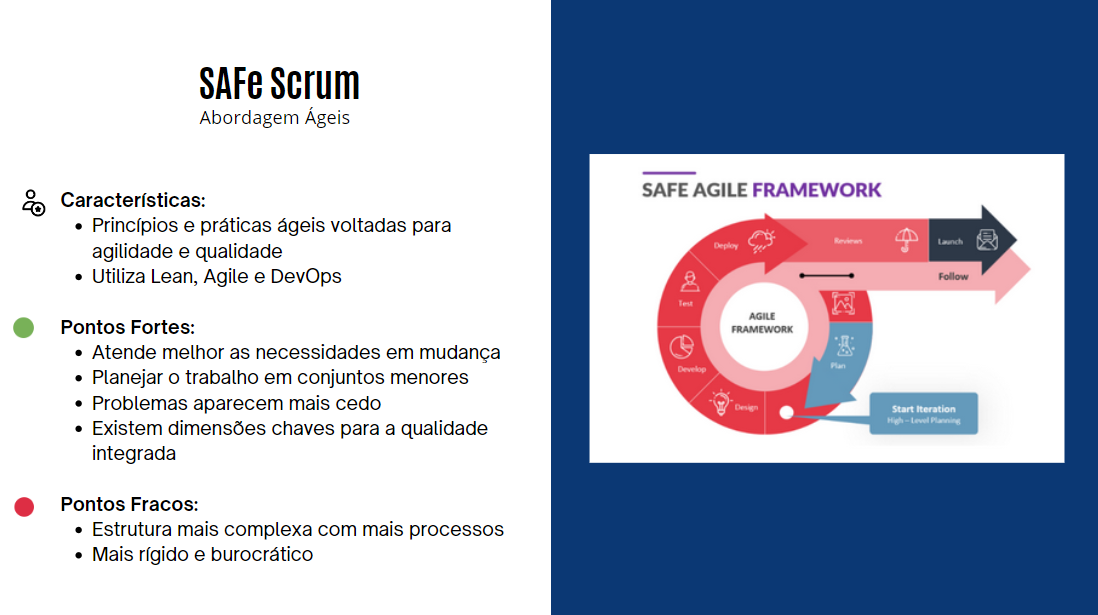 SAFe Scrum
Abordagem Ágeis
Características:
Princípios e práticas ágeis voltadas para
agilidade e qualidade
Utiliza Lean, Agile e DevOps
Pontos Fortes:
Atende melhor as necessidades em mudança
Planejar o trabalho em conjuntos menores
Problemas aparecem mais cedo
Existem dimensões chaves para a qualidade
integrada
Pontos Fracos:
Estrutura mais complexa com mais processos
Mais rígido e burocrático
SAFE AGILE FRAMEWORK
Deploy
Reviews
Launch
Follow
Test
AGILE
FRAMEWORK
Develop
Plan
Design
Start Iteration
High – Level Planning